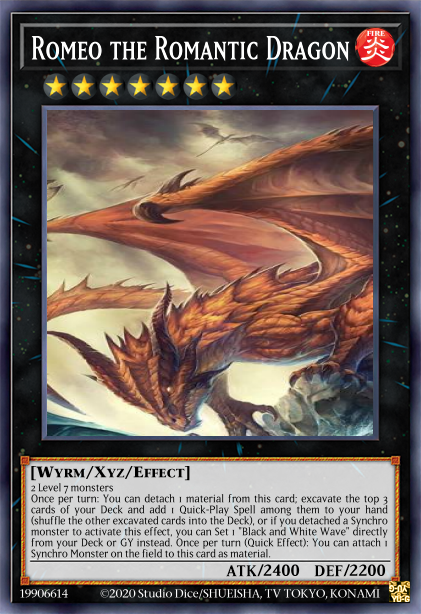 Romeo the Romantic Dragon
FIRE
炎
[Wyrm/Xyz/Effect]
2 Level 7 monsters
Once per turn: You can detach 1 material from this card; excavate the top 3
cards of your Deck and add 1 Quick-Play Spell among them to your hand
(shuffle the other excavated cards into the Deck), or if you detached a Synchro
monster to activate this effect, you can Set 1 "Black and White Wave" directly
from your Deck or GY instead. Once per turn (Quick Effect): You can attach 1
Synchro Monster on the field to this card as material.
ATK/2400 DEF/2200
19906614 ©2020 Studio Dice/SHUEISHA, TV TOKYO, KONAMI